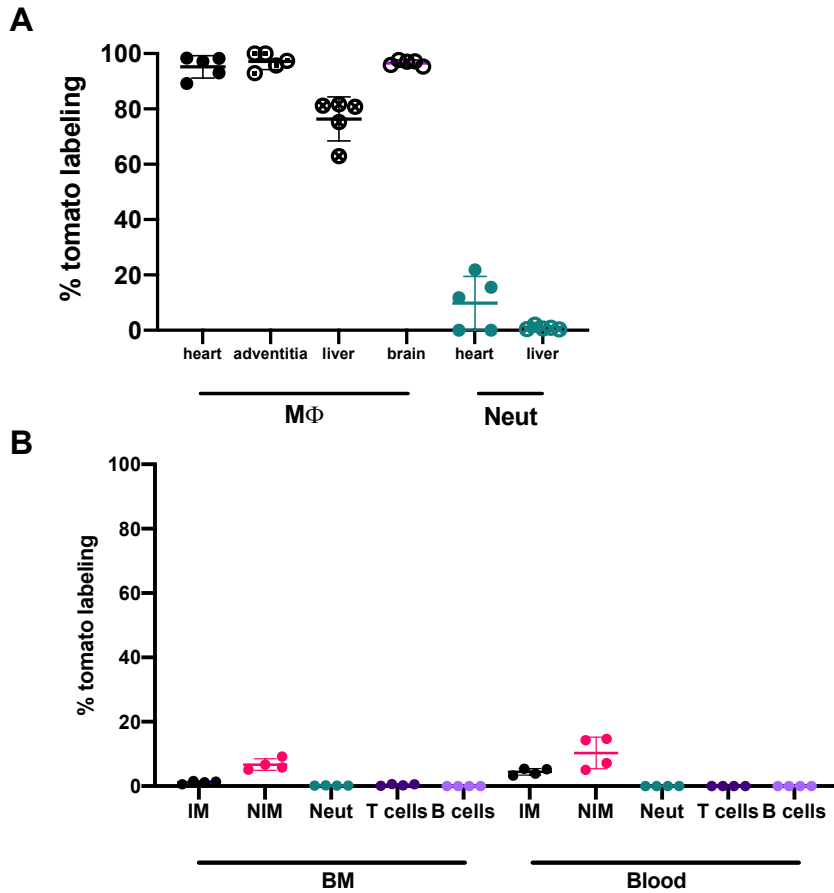 A
% tomato labeling
100
80
60
40
20
0
heart adventitia liver brain heart liver
MΦ Neut
B
% tomato labeling
100
80
60
40
20
0
IM NIM Neut T cells B cells IM NIM Neut T cells B cells
BM Blood